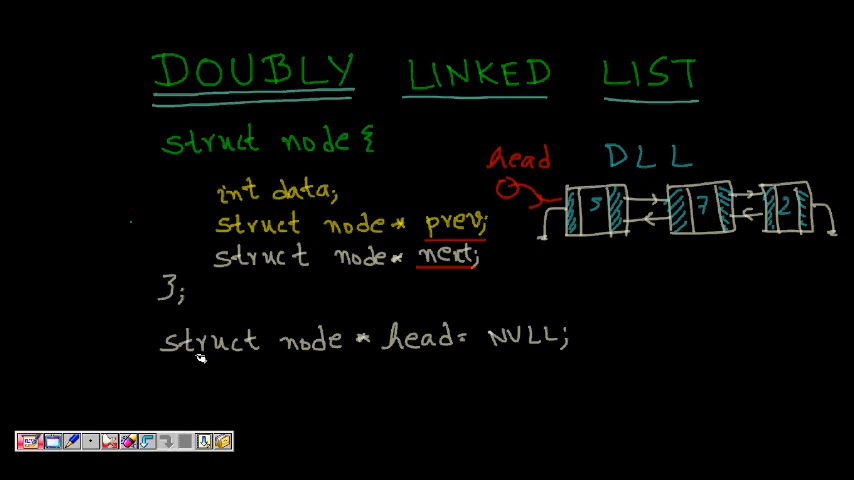 DOUBLY LINKED LIST
struct node {
int data;
struct node* prev;
struct node* next;
};
struct node * head = NULL;
head DLL
5 7 2